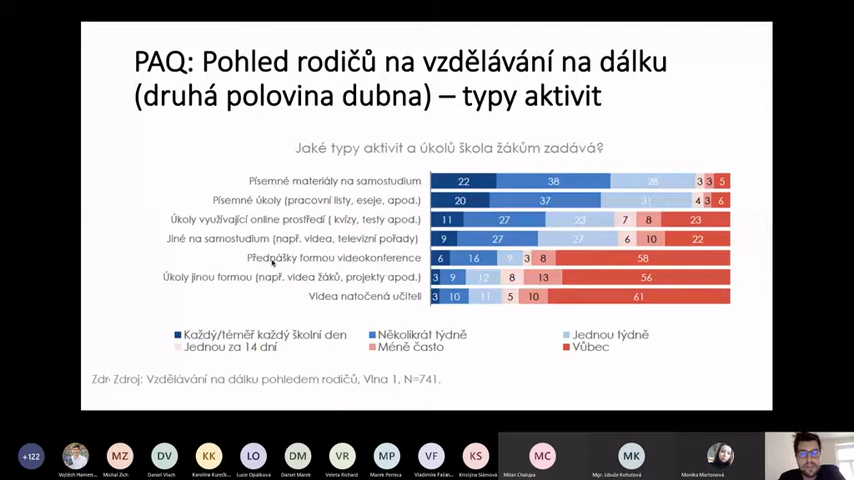 PAQ: Pohled rodičů na vzdělávání na dálku
(druhá polovina dubna) – typy aktivit
Jaké typy aktivit a úkolů škola žákům zadává?
Písemné materiály na samostudium 22 38 28 3 3 5
Písemné úkoly (pracovní listy, eseje, apod.) 20 37 31 4 3 6
Úkoly využívající online prostředí ( kvízy, testy apod.) 11 27 23 7 8 23
Jiné na samostudium (např. videa, televizní pořady) 9 27 27 6 10 22
Přednášky formou videokonference 6 16 9 3 8 58
Úkoly jinou formou (např. videa žáků, projekty apod.) 3 9 12 8 13 56
Videa natočená učiteli 3 10 11 5 10 61
Každý/téměř každý školní den Několikrát týdně Jednou týdně
Jednou za 14 dní Méně často Vůbec
Zdr Zdroj: Vzdělávání na dálku pohledem rodičů, Vlna 1, N=741.
+122 MZ DV KK LO DM VR MP VF KS MC MK
Michal Zich Daniel Vlach Lucie Opálková Daniel Marek Veleta Richard Marek Pernica Kristýna Slámová Milan Chalupa Mgr. Libuše Kohutová Monika Martonová